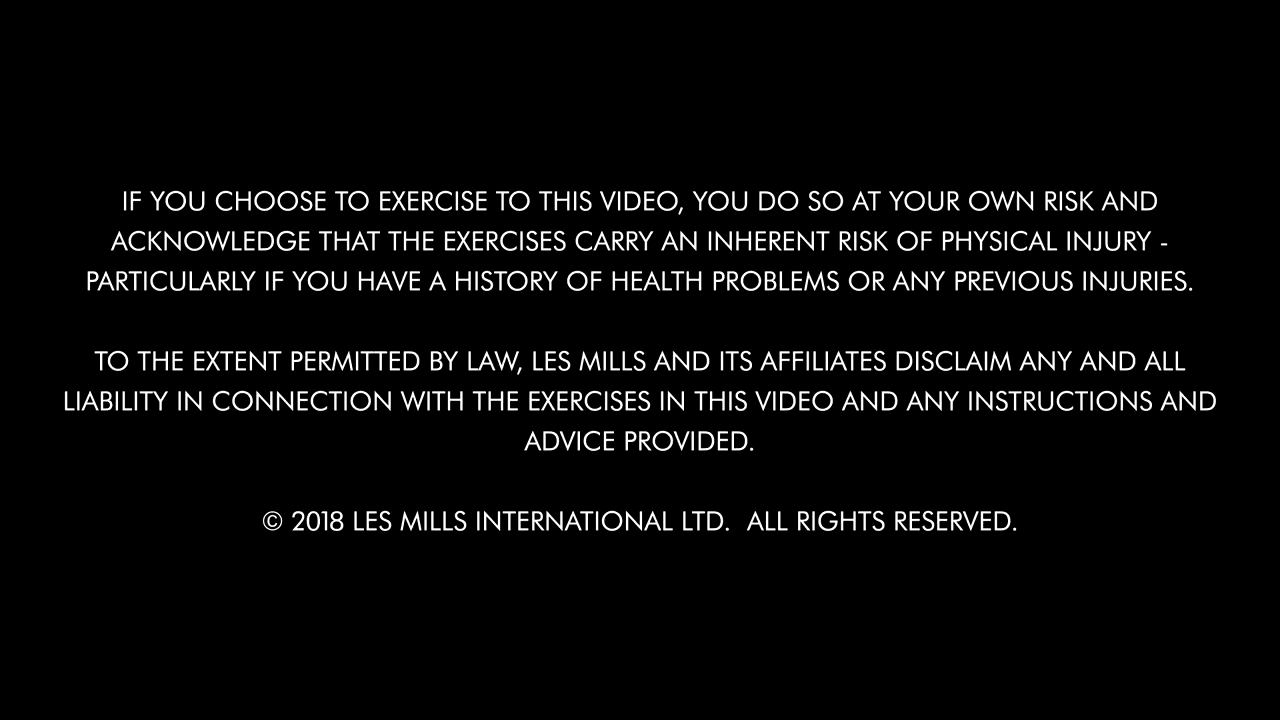 IF YOU CHOOSE TO EXERCISE TO THIS VIDEO, YOU DO SO AT YOUR OWN RISK AND
ACKNOWLEDGE THAT THE EXERCISES CARRY AN INHERENT RISK OF PHYSICAL INJURY -
PARTICULARLY IF YOU HAVE A HISTORY OF HEALTH PROBLEMS OR ANY PREVIOUS INJURIES.
TO THE EXTENT PERMITTED BY LAW, LES MILLS AND ITS AFFILIATES DISCLAIM ANY AND ALL
LIABILITY IN CONNECTION WITH THE EXERCISES IN THIS VIDEO AND ANY INSTRUCTIONS AND
ADVICE PROVIDED.
© 2018 LES MILLS INTERNATIONAL LTD.  ALL RIGHTS RESERVED.